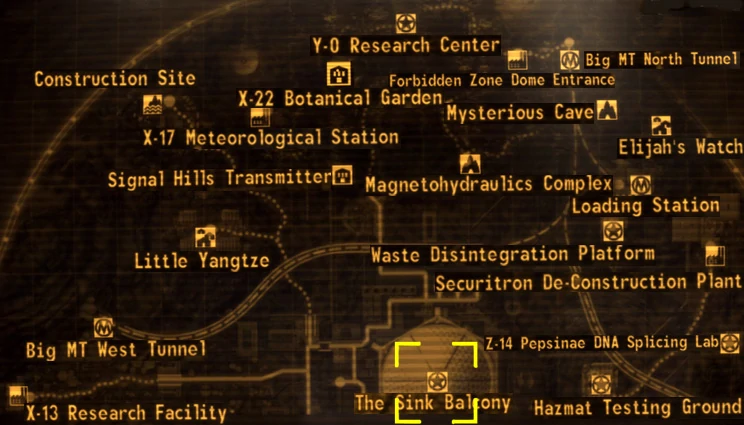 Y-0 Research Center
Big MT North Tunnel
Construction Site
Forbidden Zone Dome Entrance
X-22 Botanical Garden
Mysterious Cave
X-17 Meteorological Station
Elijah's Watch
Signal Hills Transmitter
Magnetohydraulics Complex
Loading Station
Little Yangtze
Waste Disintegration Platform
Securitron De-Construction Plant
Big MT West Tunnel
Z-14 Pepsinae DNA Splicing Lab
The Sink Balcony
Hazmat Testing Ground
X-13 Research Facility